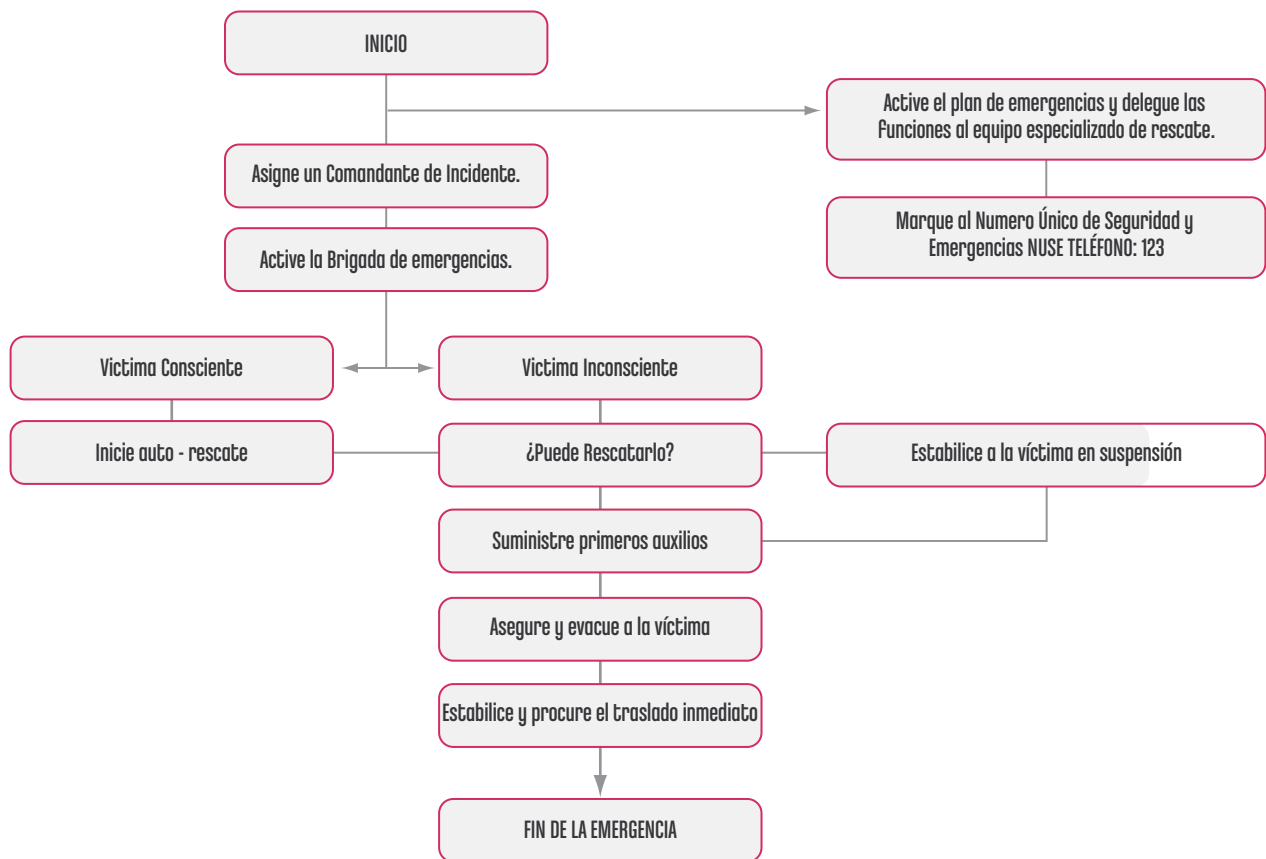 INICIO
Active el plan de emergencias y delegue las
funciones al equipo especializado de rescate.
Asigne un Comandante de Incidente.
Marque al Numero Único de Seguridad y
Emergencias NUSE TELÉFONO: 123
Active la Brigada de emergencias.
Victima Consciente
Victima Inconsciente
Inicie auto - rescate
¿Puede Rescatarlo?
Estabilice a la víctima en suspensión
Suministre primeros auxilios
Asegure y evacue a la víctima
Estabilice y procure el traslado inmediato
FIN DE LA EMERGENCIA